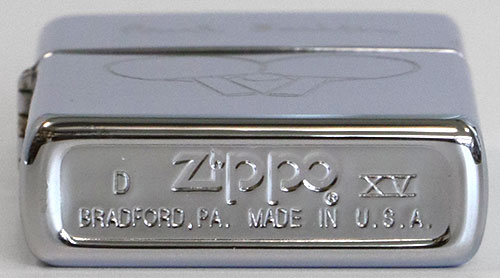 D Zippo® XV
BRADFORD, PA. MADE IN U.S.A.